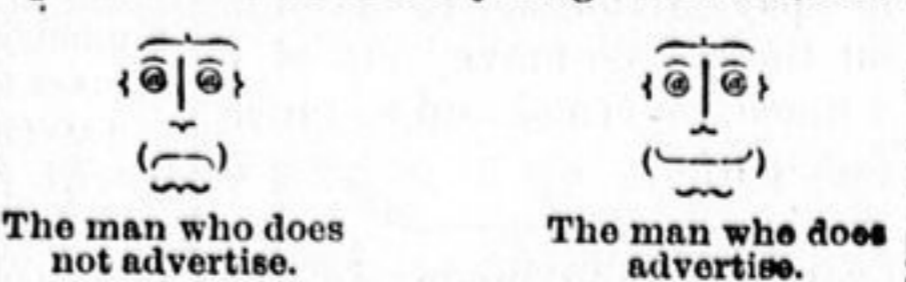 The man who does
not advertise.
The man who does
advertise.